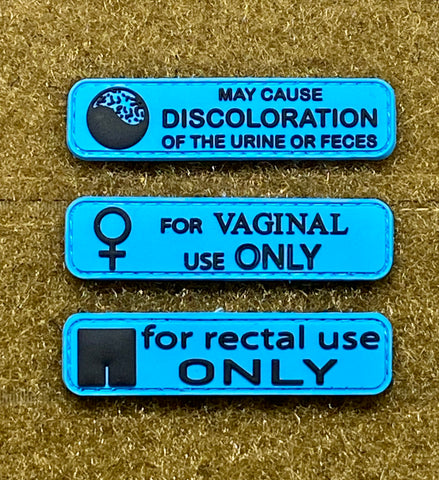 MAY CAUSE
DISCOLORATION
OF THE URINE OR FECES
FOR VAGINAL
USE ONLY
for rectal use
ONLY